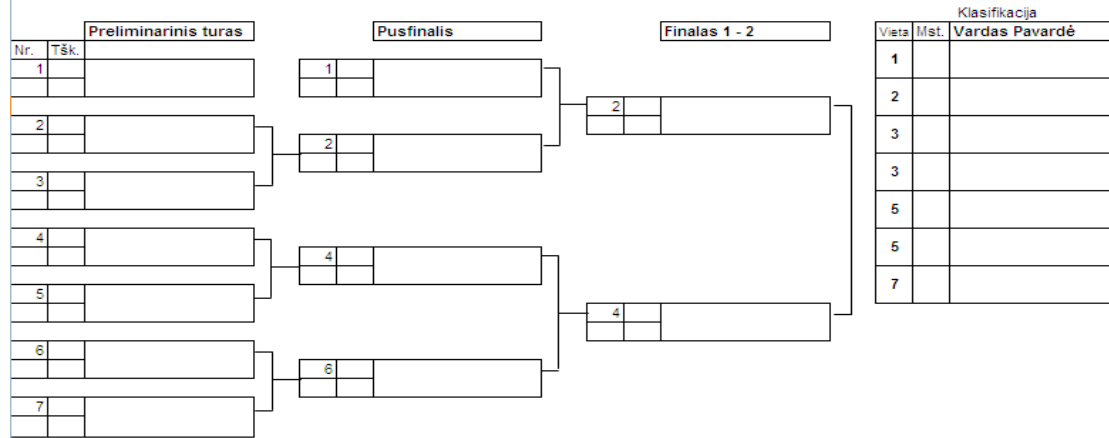 Klasifikacija
Preliminarinis turas Pusfinalis Finalas 1 - 2 Vieta Mst. Vardas Pavardė
Nr. Tšk.
1 1 1
2 2
2 2 3
3 3
4 4 5
5 4 5
6 6 7
7